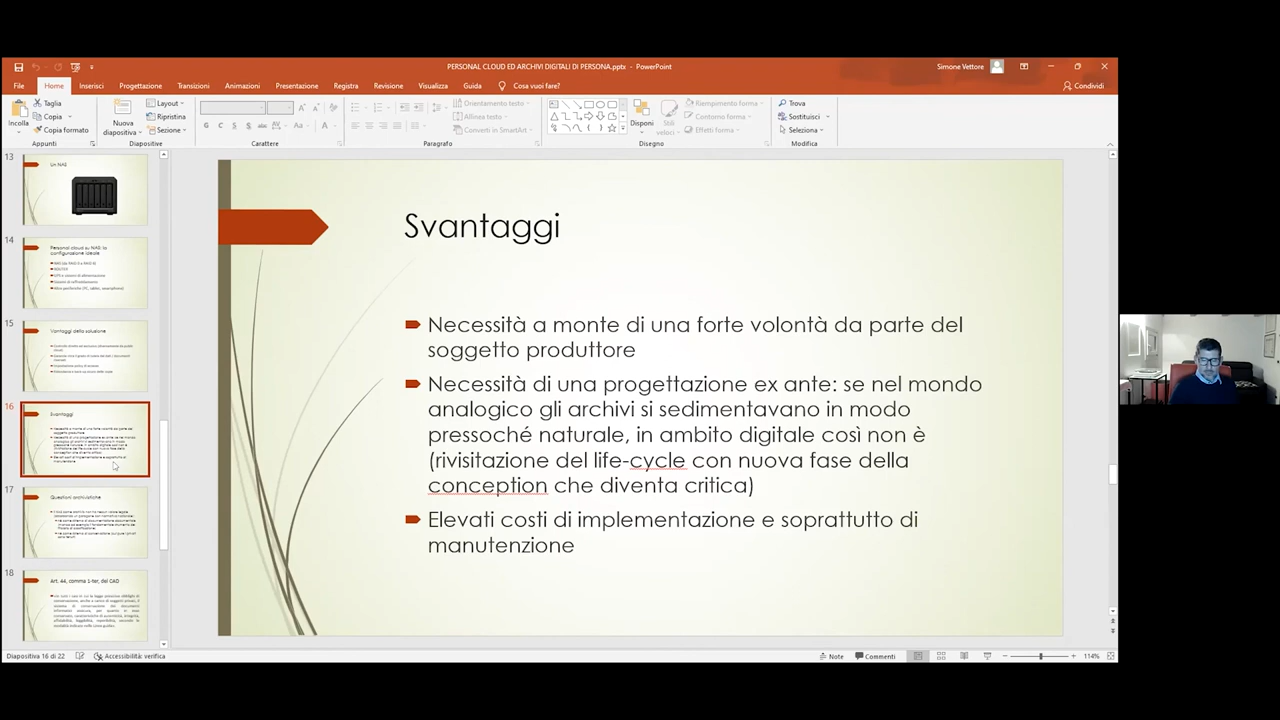 PERSONAL CLOUD ED ARCHIVI DIGITALI DI PERSONA.pptx - PowerPoint
Simone Vettore
File Home Inserisci Progettazione Transizioni Animazioni Presentazione Registra Revisione Visualizza Guida Cosa vuoi fare? Condividi
Incolla
Taglia
Copia
Copia formato
Appunti
Nuova
diapositiva
Layout
Ripristina
Sezione
Diapositive
Carattere
Orientamento testo
Allinea testo
Converti in SmartArt
Paragrafo
Disponi
Stili
veloci
Riempimento forma
Contorno forma
Effetti forma
Disegno
Trova
Sostituisci
Seleziona
Modifica
13
Un NAS
14
Personal cloud su NAS: la
configurazione ideale
15
Vantaggi della soluzione
16
Svantaggi
17
Questioni archivistiche
18
Art. 44, comma 1-ter, del CAD
Svantaggi
Necessità a monte di una forte volontà da parte del
soggetto produttore
Necessità di una progettazione ex ante: se nel mondo
analogico gli archivi si sedimentavano in modo
pressoché naturale, in ambito digitale così non è
(rivisitazione del life-cycle con nuova fase della
conception che diventa critica)
Elevati costi di implementazione e soprattutto di
manutenzione
Diapositiva 16 di 22 Accessibilità: verifica Note Commenti 114%